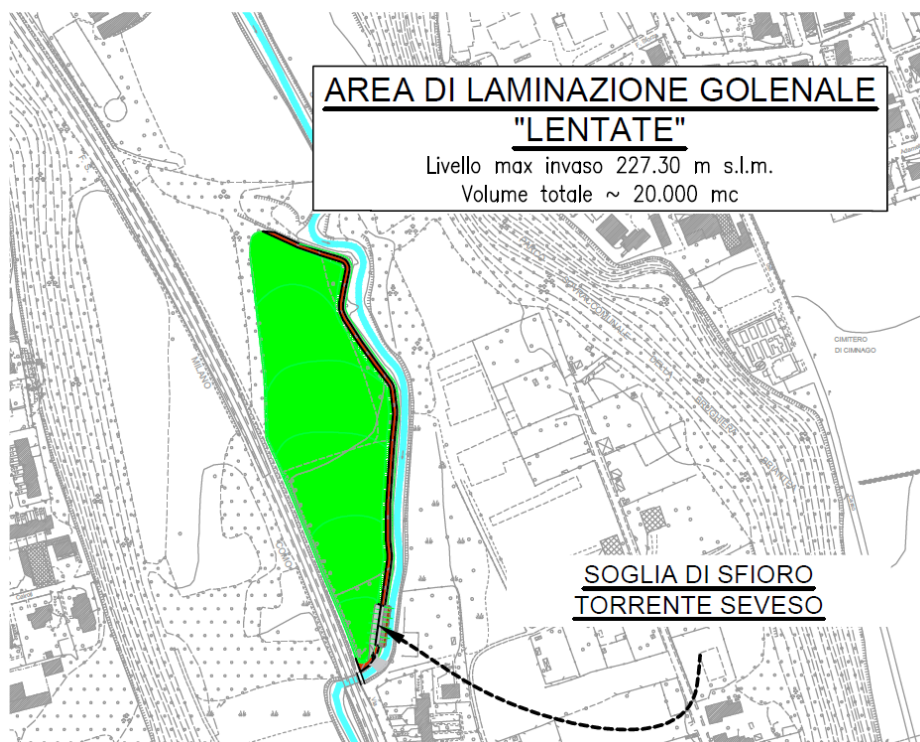 AREA DI LAMINAZIONE GOLENALE
"LENTATE"
Livello max invaso 227.30 m s.l.m.
Volume totale ~ 20.000 mc
CIMITERO
DI CIMNAGO
MILANO
COMO
SOGLIA DI SFIORO
TORRENTE SEVESO